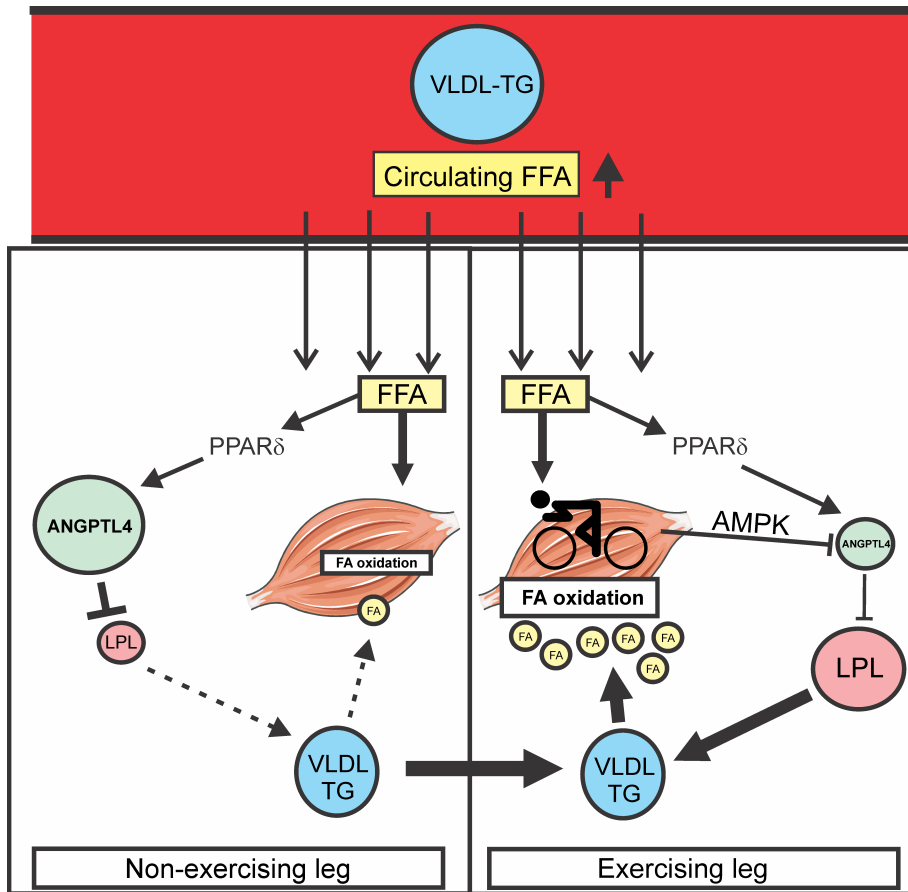 VLDL-TG
Circulating FFA
FFA
PPARδ
ANGPTL4
LPL
FA oxidation
FA
VLDL
TG
Non-exercising leg
FFA
PPARδ
AMPK
ANGPTL4
FA oxidation
FA
FA
FA
FA
FA
FA
LPL
VLDL
TG
Exercising leg